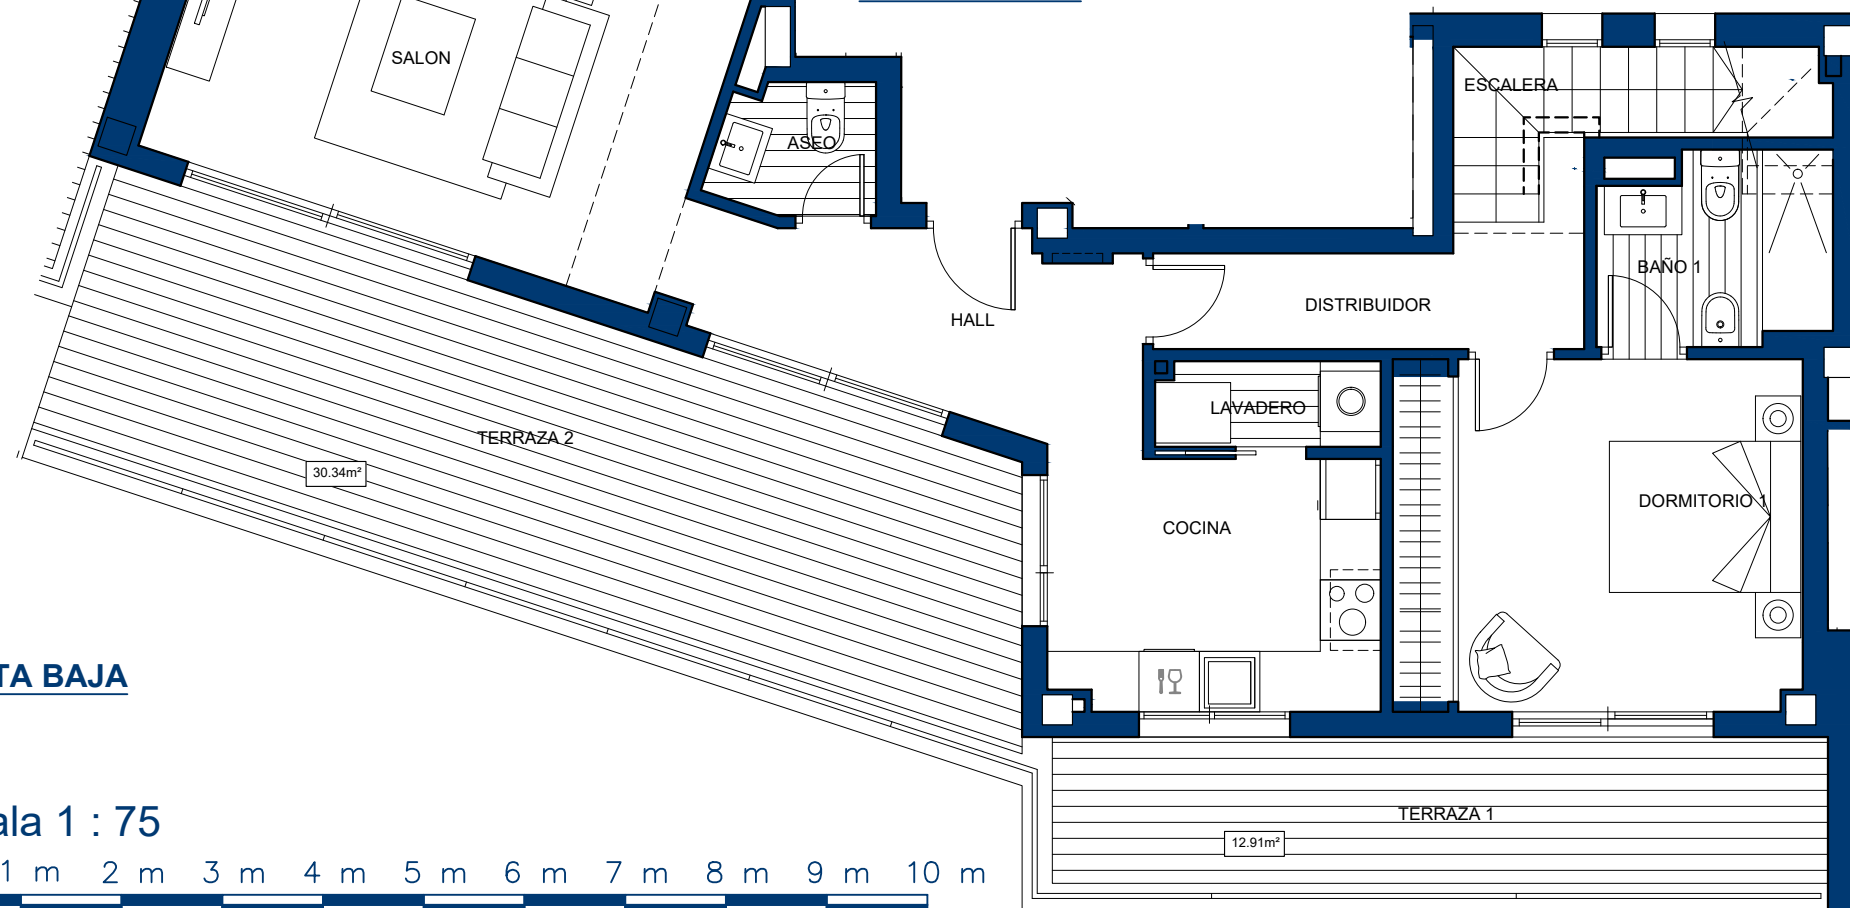 SALON
ESCALERA
ASEO
BAÑO 1
DISTRIBUIDOR
HALL
LAVADERO
TERRAZA 2
30.34m²
DORMITORIO 1
COCINA
TA BAJA
TERRAZA 1
12.91m²
ala 1 : 75
1 m 2 m 3 m 4 m 5 m 6 m 7 m 8 m 9 m 10 m